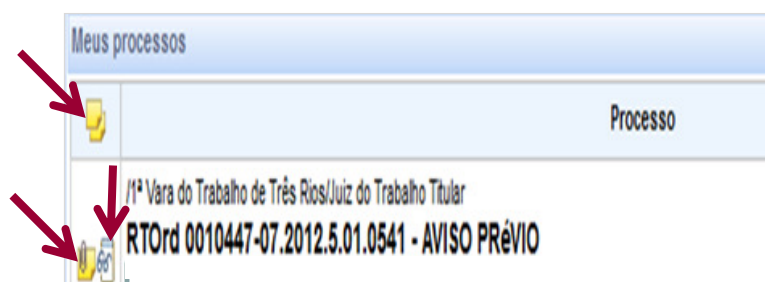 Meus processos
Processo
/1ª Vara do Trabalho de Três Rios/Juiz do Trabalho Titular
RTOrd 0010447-07.2012.5.01.0541 - AVISO PRéVIO